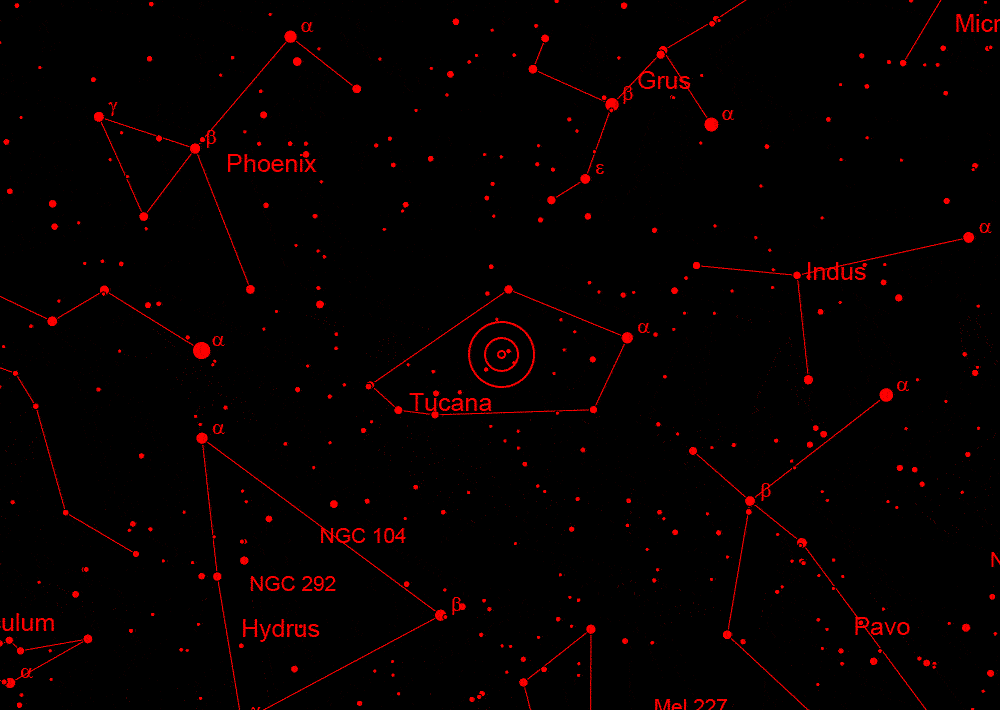 α
Micr
Grus
β
γ
α
β
Phoenix
ε
α
Indus
α
α
α
Tucana
α
β
NGC 104
NGC 292
N
β
ulum
Hydrus
Pavo
α
γ
Mel 227